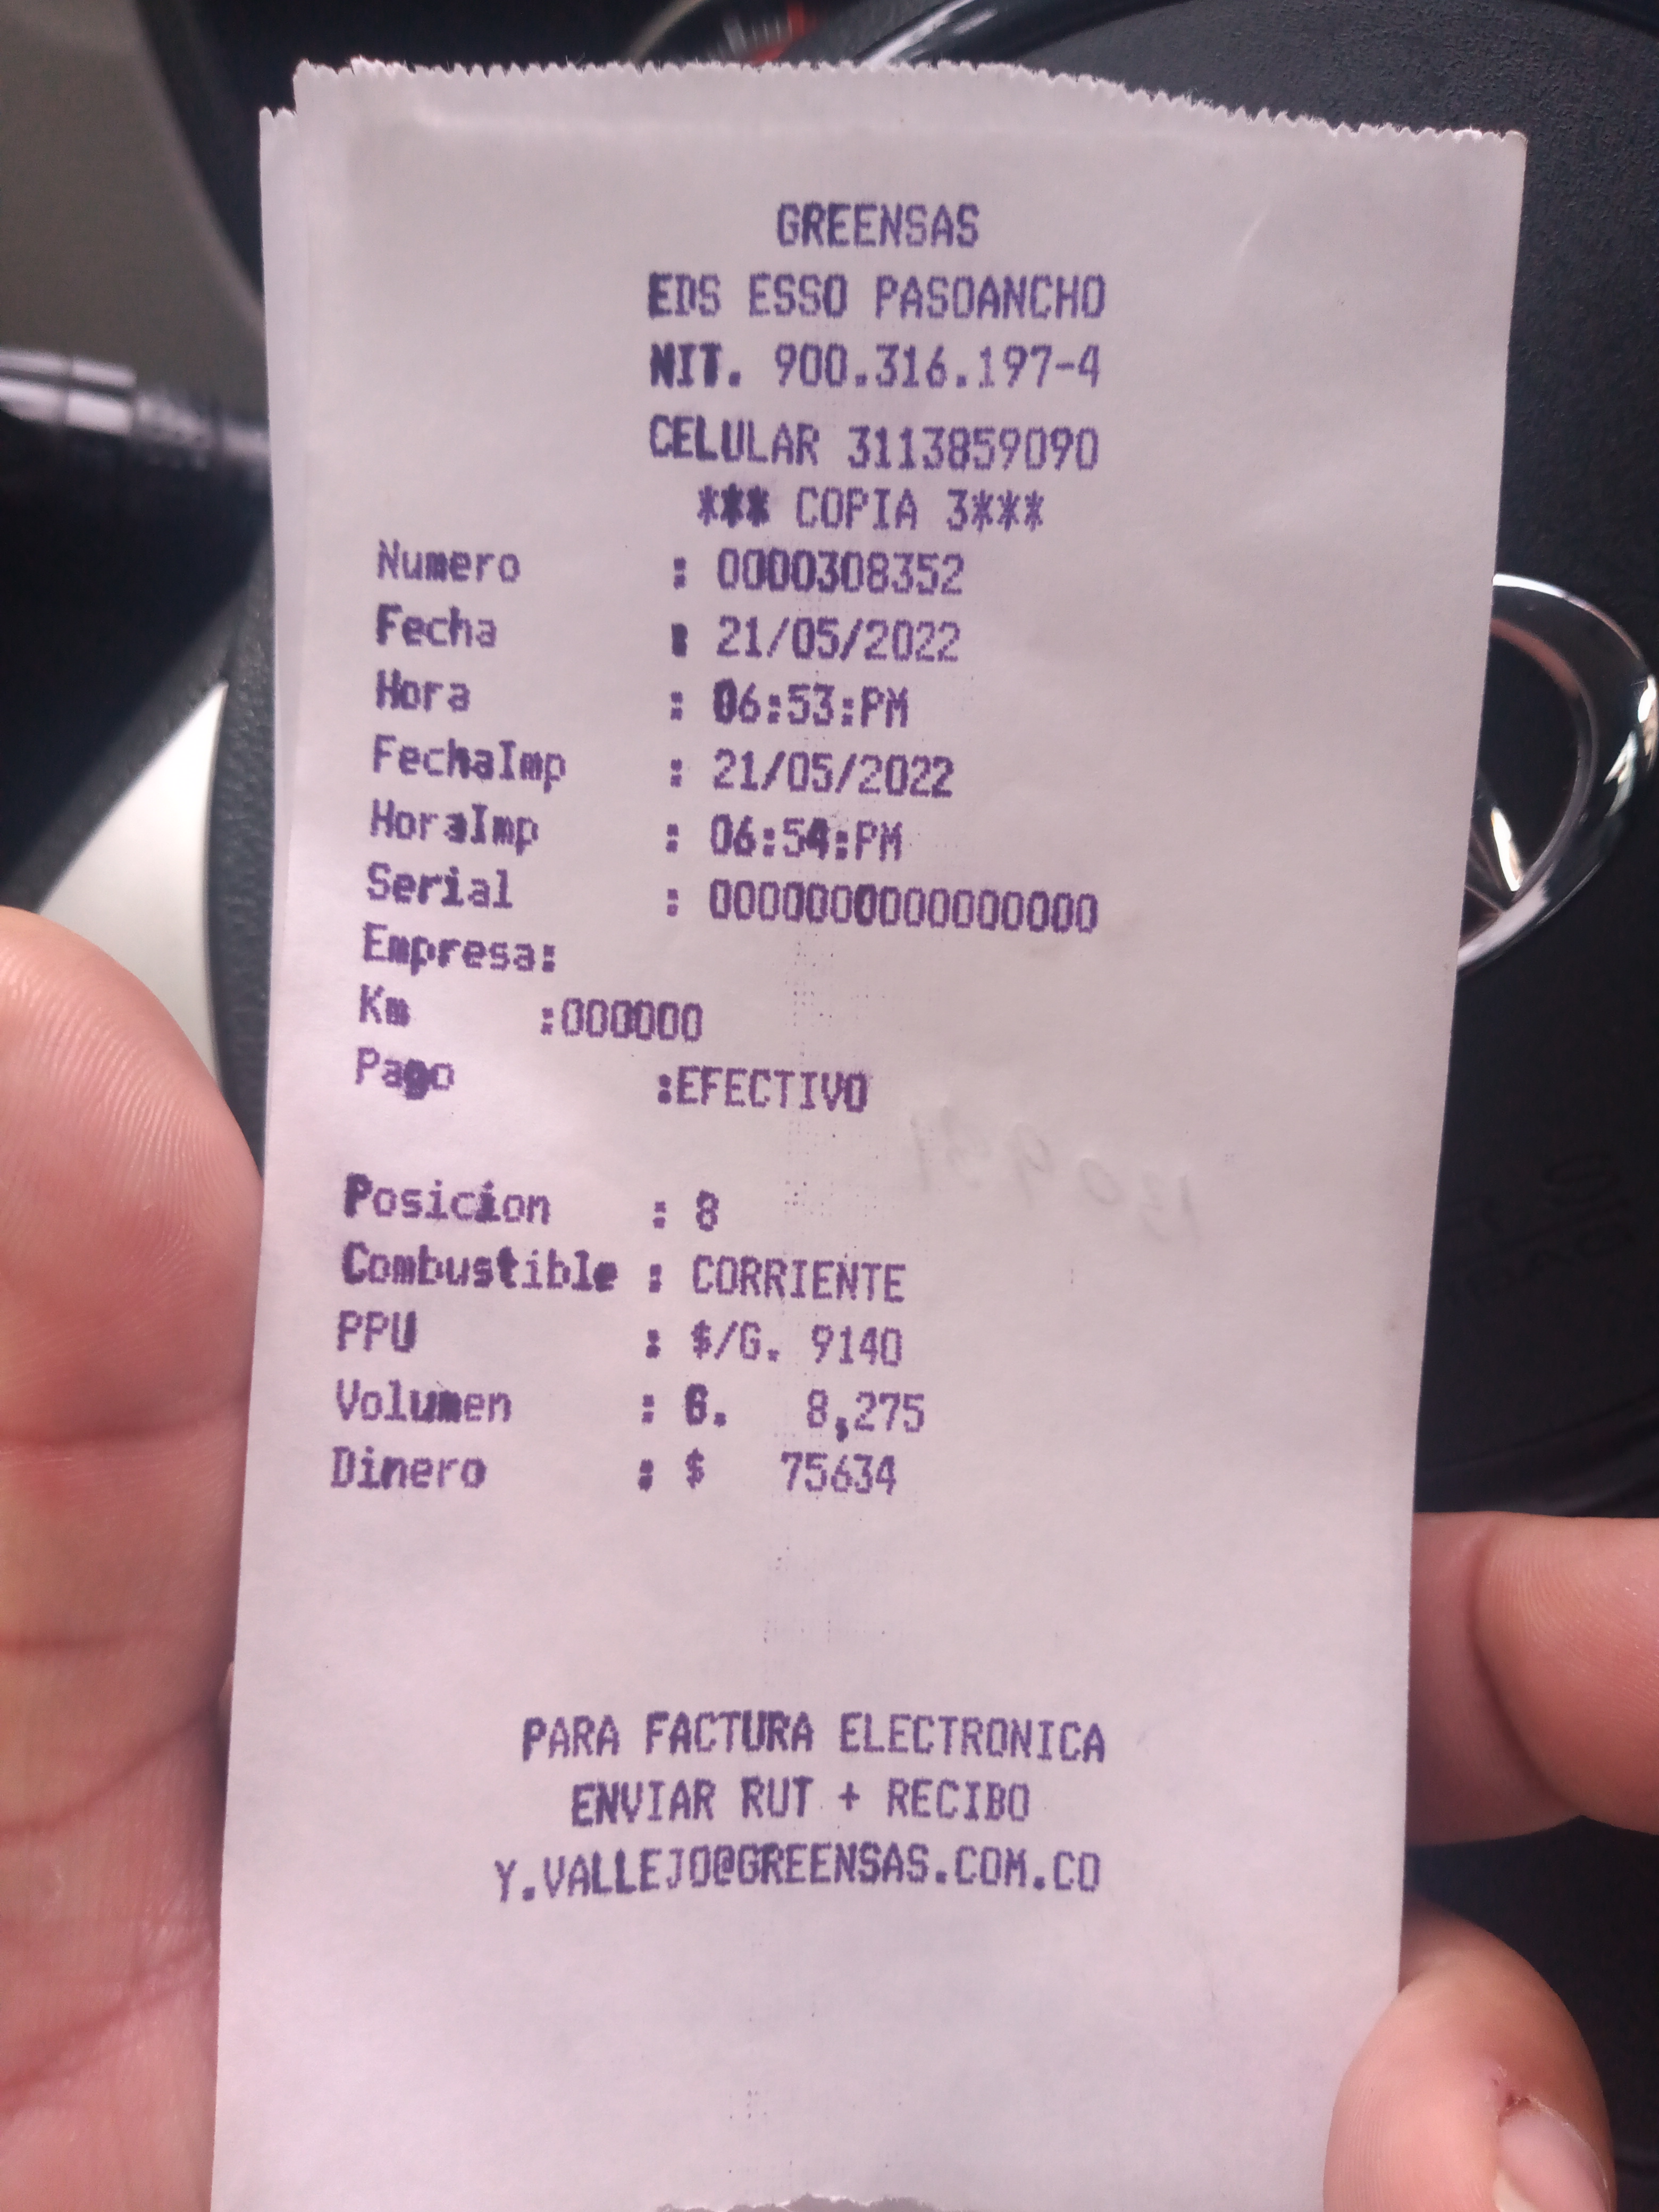 GREENSAS
EDS ESSO PASOANCHO
NIT. 900.316.197-4
CELULAR 3113859090
*** COPIA 3***
Numero : 0000308352
Fecha : 21/05/2022
Hora : 06:53:PM
FechaImp : 21/05/2022
HoraImp : 06:54:PM
Serial : 0000000000000000
Empresa:
Km :000000
Pago :EFECTIVO
Posicion : 8
Combustible : CORRIENTE
PPU : $/G. 9140
Volumen : G. 8,275
Dinero : $ 75634
PARA FACTURA ELECTRONICA
ENVIAR RUT + RECIBO
Y.VALLEJO@GREENSAS.COM.CO